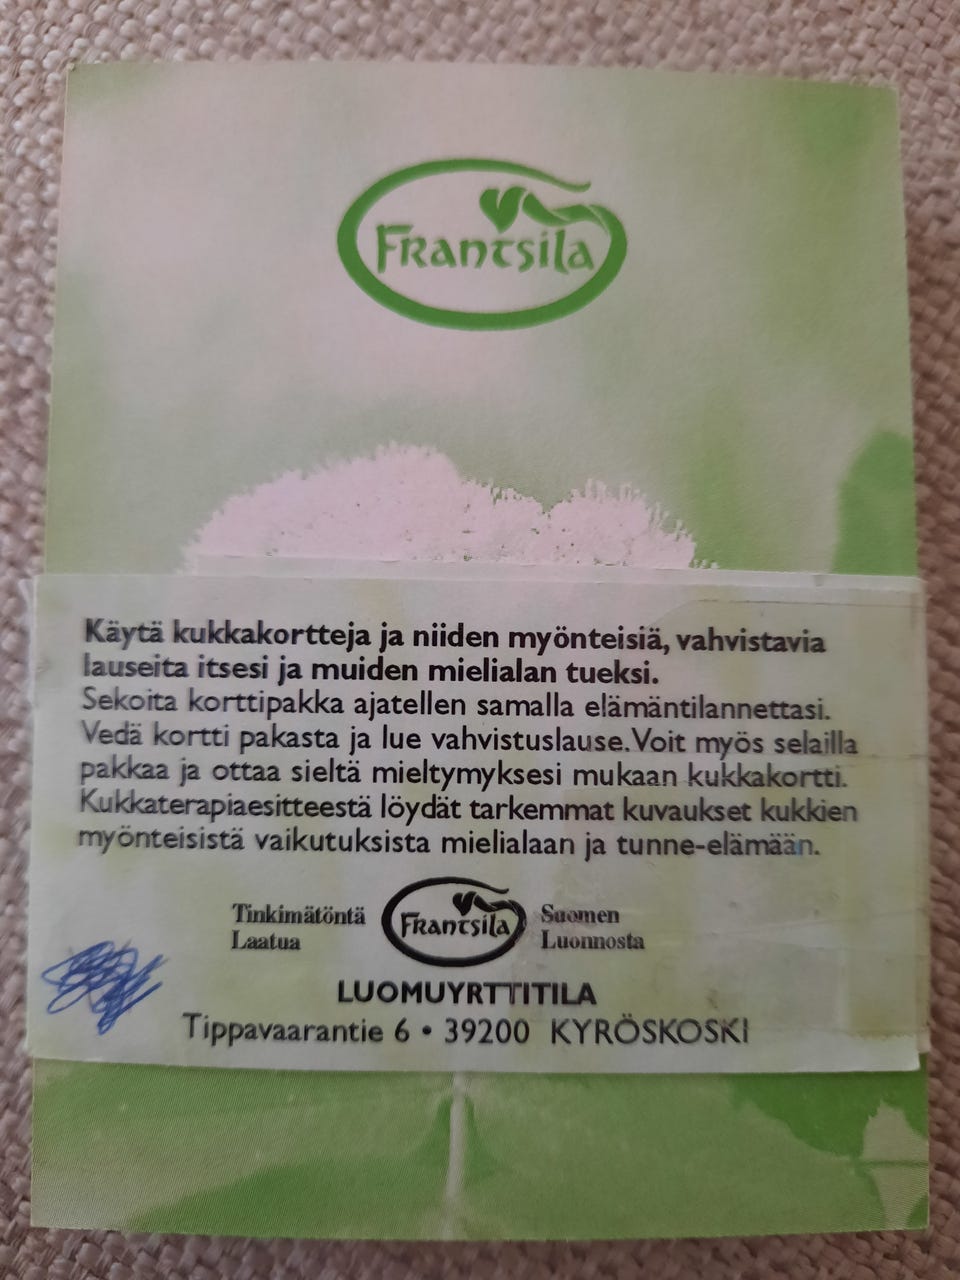 Frantsila
Käytä kukkakortteja ja niiden myönteisiä, vahvistavia
lauseita itsesi ja muiden mielialan tueksi.
Sekoita korttipakka ajatellen samalla elämäntilannettasi.
Vedä kortti pakasta ja lue vahvistuslause. Voit myös selailla
pakkaa ja ottaa sieltä mieltymyksesi mukaan kukkakortti.
Kukkaterapiaesitteestä löydät tarkemmat kuvaukset kukkien
myönteisistä vaikutuksista mielialaan ja tunne-elämään.
Tinkimätöntä
Laatua
Frantsila
Suomen
Luonnosta
LUOMUYRTTITILA
Tippavaarantie 6 • 39200 KYRÖSKOSKI